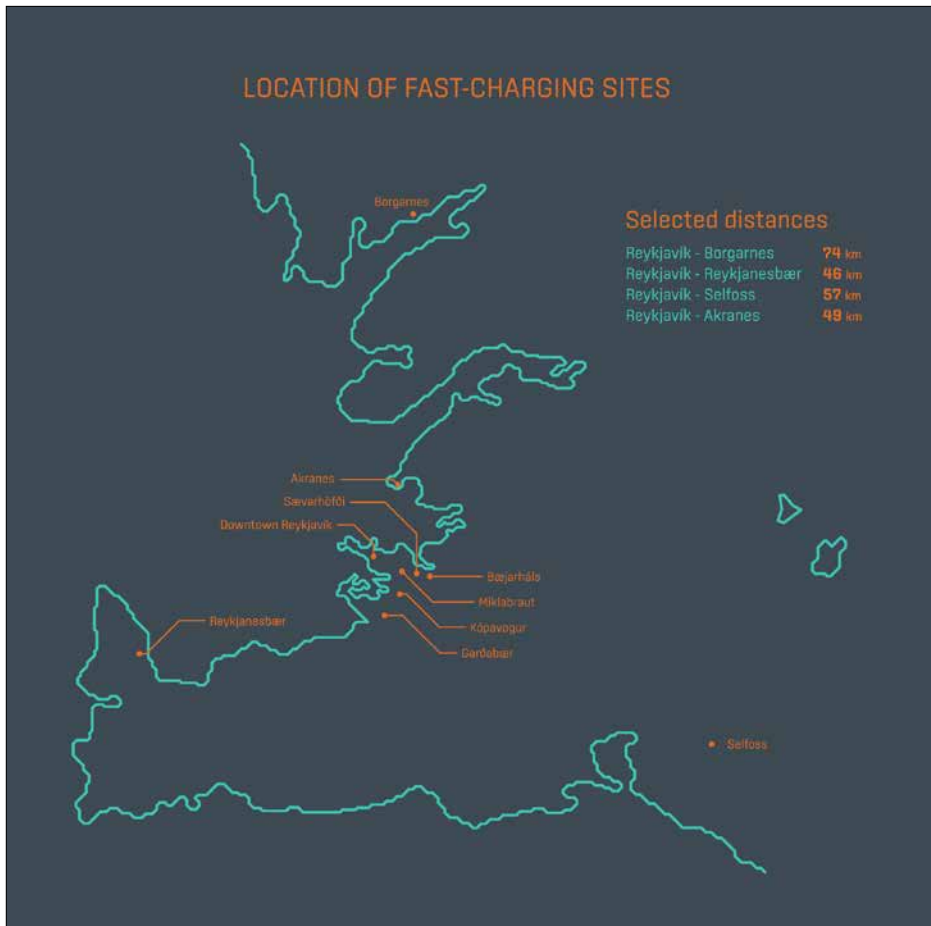 LOCATION OF FAST-CHARGING SITES
Borgarnes
Selected distances
Reykjavík - Borgarnes 74 km
Reykjavík - Reykjanesbær 46 km
Reykjavík - Selfoss 57 km
Reykjavík - Akranes 49 km
Akranes
Sævarhöfði
Downtown Reykjavík
Bæjarháls
Miklabraut
Reykjanesbær
Kópavogur
Garðabær
Selfoss